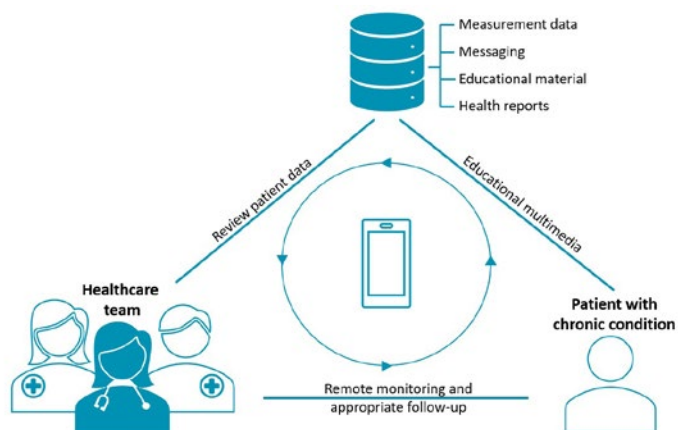 Measurement data
Messaging
Educational material
Health reports
Review patient data
Educational multimedia
Healthcare
team
Patient with
chronic condition
Remote monitoring and
appropriate follow-up